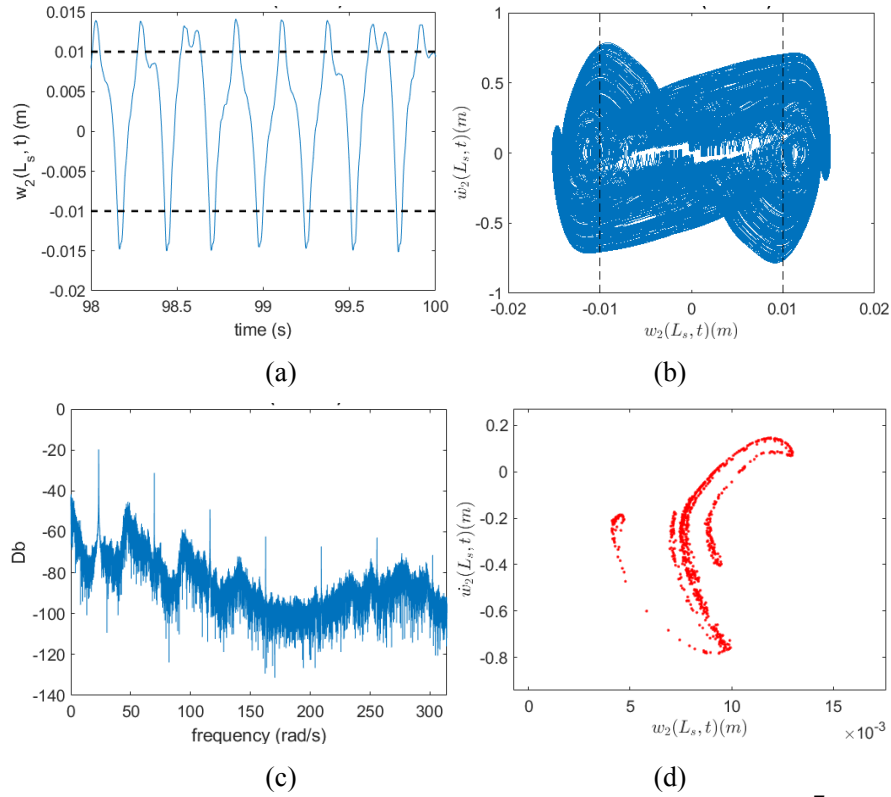 0.02
0.015
0.01
0.005
0
-0.005
-0.01
-0.015
-0.02
w₂(Lₛ, t) (m)
98 98.5 99 99.5 100
time (s)
(a)
1
0.5
0
-0.5
-1
ẇ₂(Lₛ, t)(m)
-0.02 -0.01 0 0.01 0.02
w₂(Lₛ, t)(m)
(b)
0
-20
-40
-60
-80
-100
-120
-140
Db
0 50 100 150 200 250 300
frequency (rad/s)
(c)
0.2
0
-0.2
-0.4
-0.6
-0.8
ẇ₂(Lₛ, t)(m)
0 5 10 15
×10⁻³
w₂(Lₛ, t)(m)
(d)